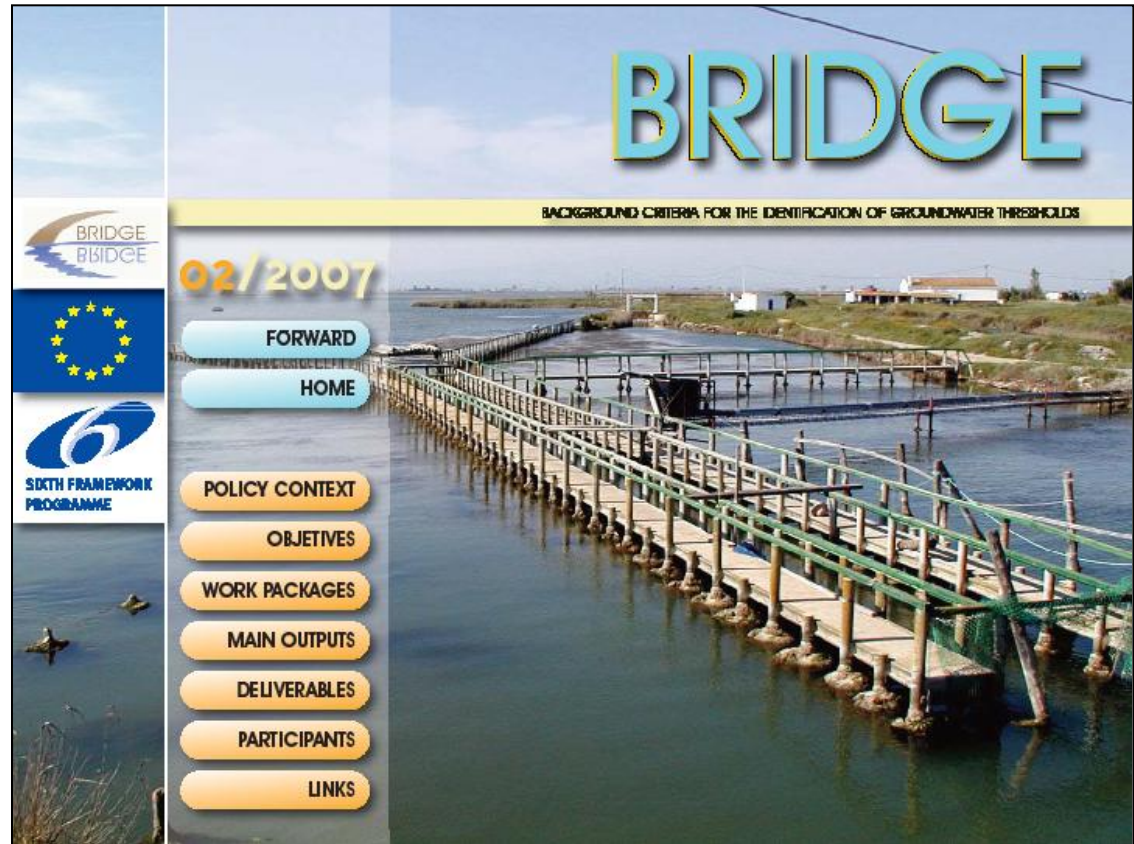 BRIDGE
BACKGROUND CRITERIA FOR THE IDENTIFICATION OF GROUNDWATER THRESHOLDS
BRIDGE
BRIDGE
02/2007
FORWARD
HOME
SIXTH FRAMEWORK
PROGRAMME
POLICY CONTEXT
OBJETIVES
WORK PACKAGES
MAIN OUTPUTS
DELIVERABLES
PARTICIPANTS
LINKS